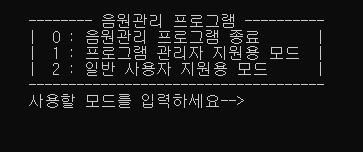 -------- 음원관리 프로그램 ----------
| 0 : 음원관리 프로그램 종료 |
| 1 : 프로그램 관리자 지원용 모드 |
| 2 : 일반 사용자 지원용 모드 |
-------------------------------------
사용할 모드를 입력하세요-->